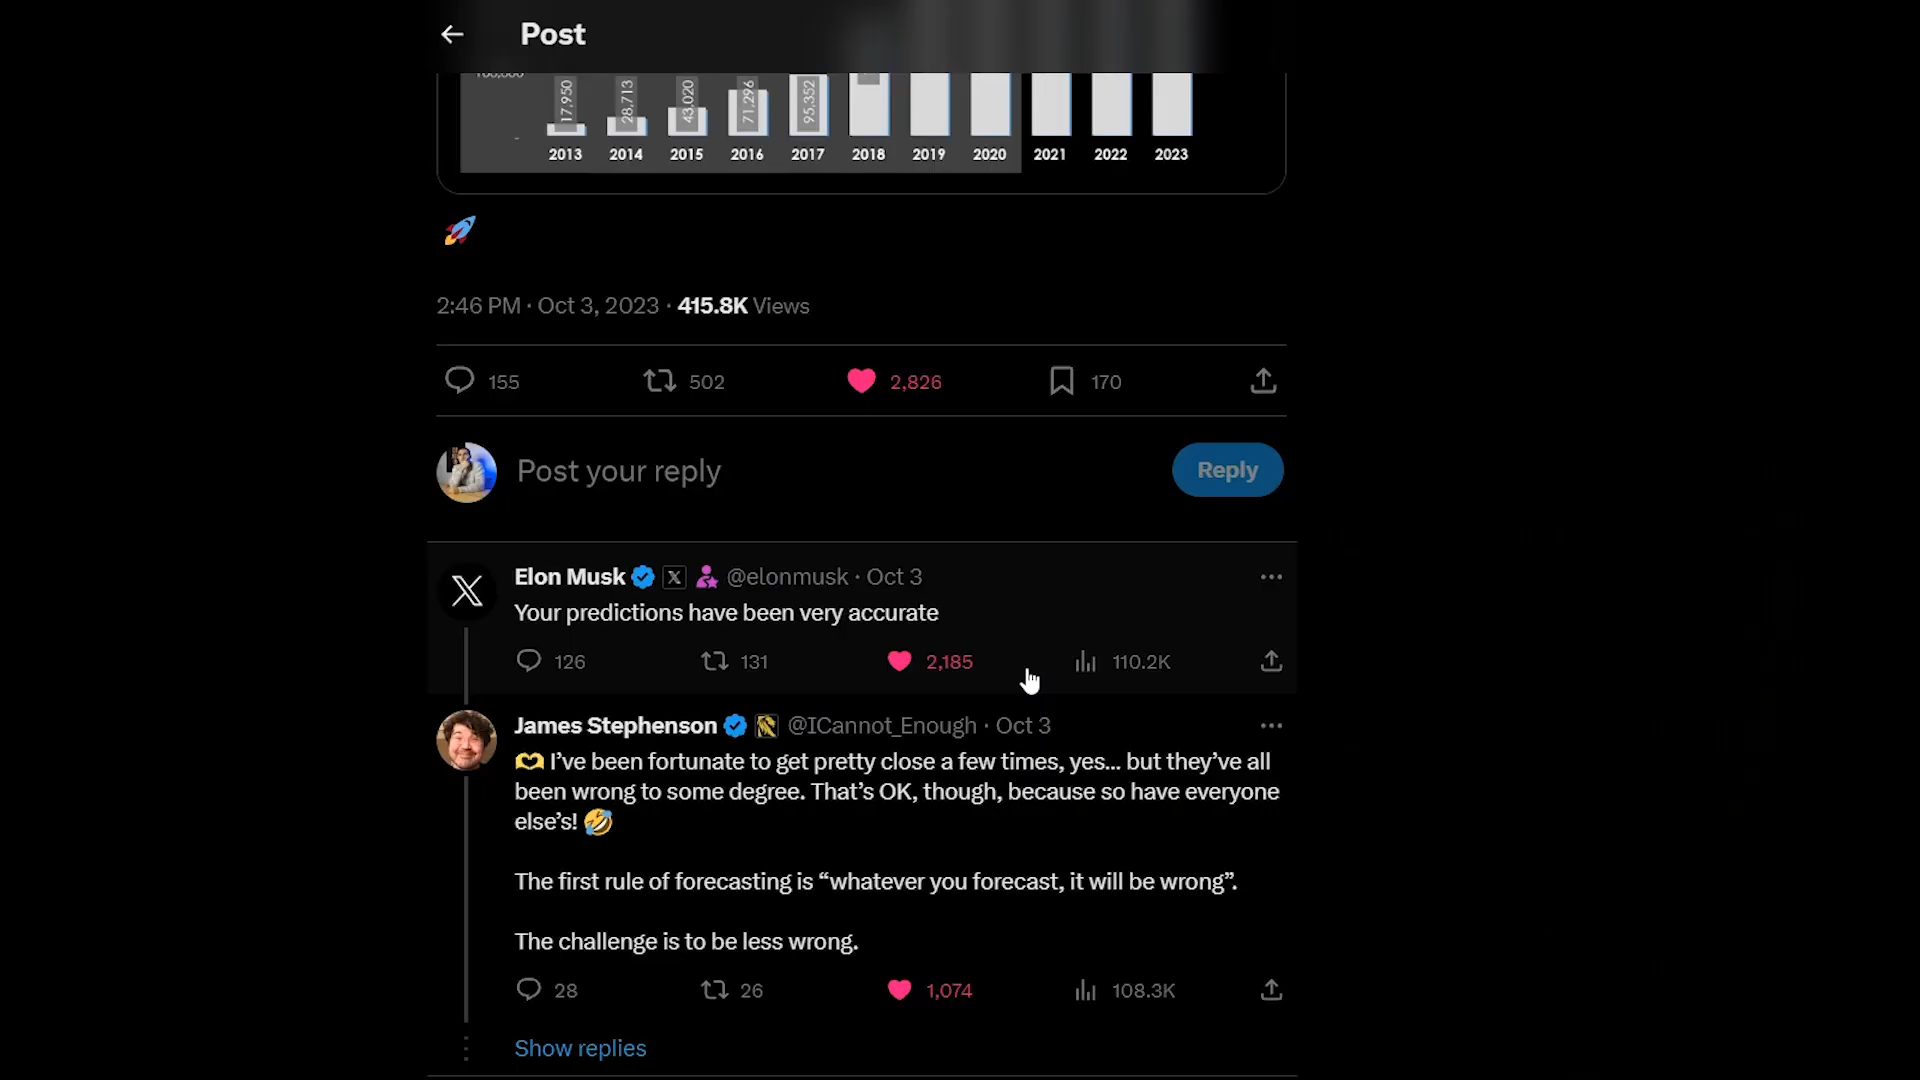 Post
100,000
17,950 28,713 43,020 71,296 95,352
-
2013 2014 2015 2016 2017 2018 2019 2020 2021 2022 2023
🚀
2:46 PM · Oct 3, 2023 · 415.8K Views
155 502 2,826 170
Post your reply
Reply
Elon Musk @elonmusk · Oct 3
Your predictions have been very accurate
126 131 2,185 110.2K
James Stephenson @ICannot_Enough · Oct 3
🫶 I’ve been fortunate to get pretty close a few times, yes... but they’ve all
been wrong to some degree. That’s OK, though, because so have everyone
else’s! 🤣
The first rule of forecasting is “whatever you forecast, it will be wrong”.
The challenge is to be less wrong.
28 26 1,074 108.3K
Show replies